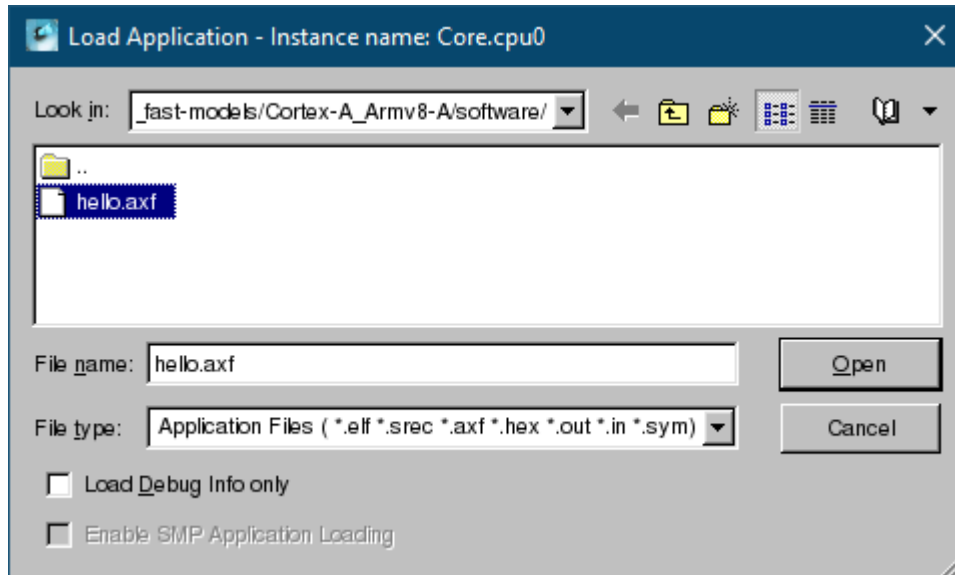 Load Application - Instance name: Core.cpu0
Look in: _fast-models/Cortex-A_Armv8-A/software/
..
hello.axf
File name: hello.axf
Open
File type: Application Files ( *.elf *.srec *.axf *.hex *.out *.in *.sym)
Cancel
Load Debug Info only
Enable SMP Application Loading